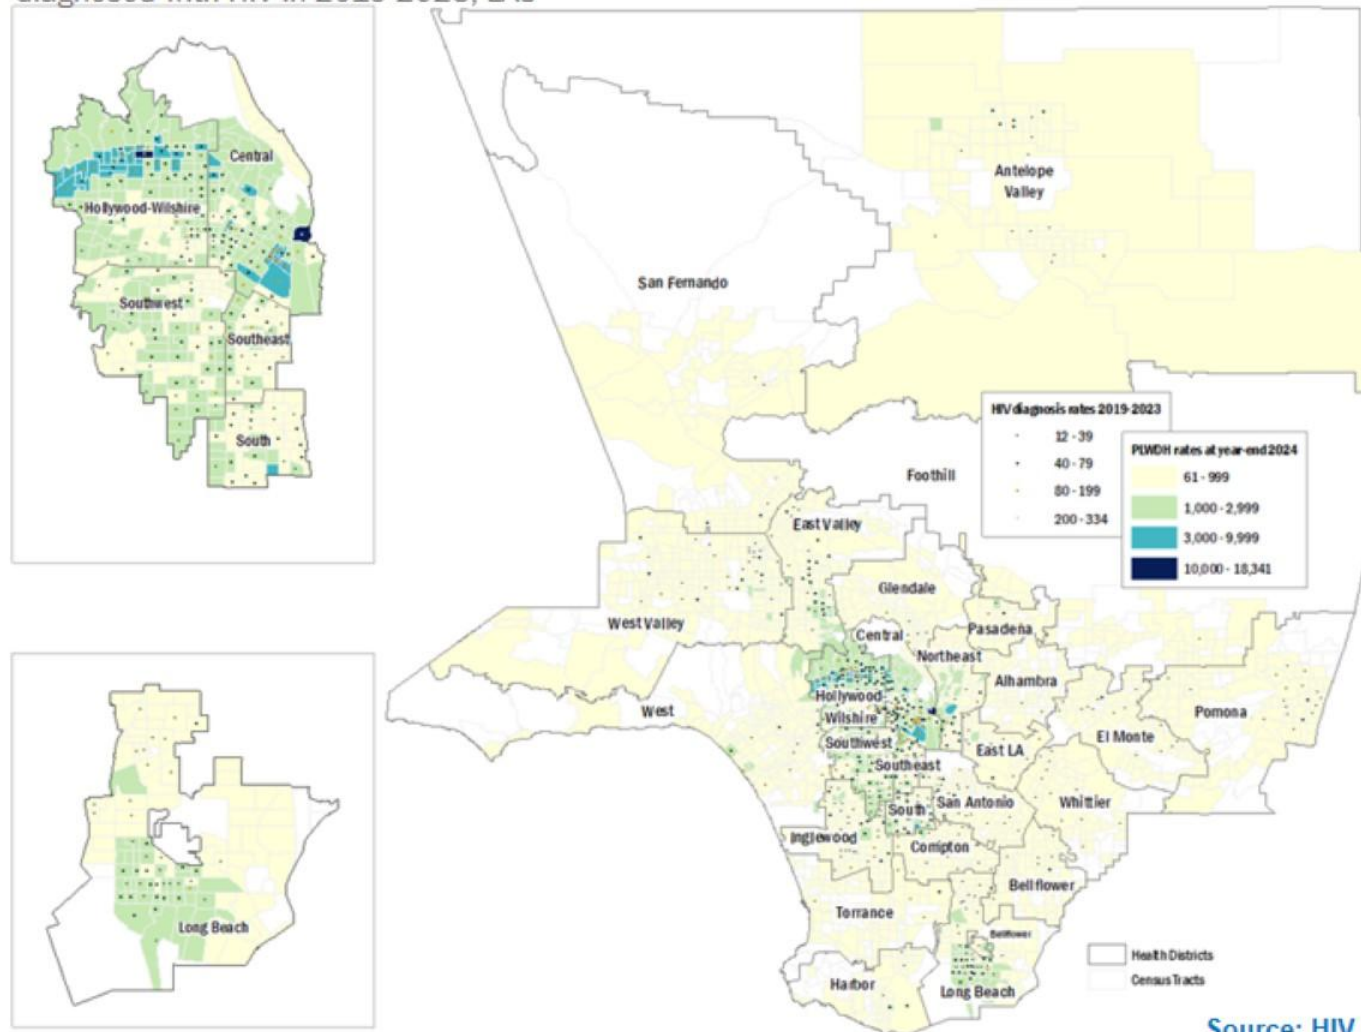 Central
Hollywood-Wilshire
Southwest
Southeast
South
Long Beach
Antelope
Valley
San Fernando
HIV diagnosis rates 2019-2023
12 - 39
40 - 79
80 - 199
200 - 334
PLWDH rates at year-end 2024
61 - 999
1,000 - 2,999
3,000 - 9,999
10,000 - 18,341
Foothill
East Valley
Glendale
West Valley
Central
Pasadena
Northeast
Alhambra
Hollywood
Wilshire
West
Pomona
El Monte
Southwest
East LA
Southeast
San Antonio
Whittier
South
Inglewood
Compton
Bellflower
Torrance
Bellflower
Harbor
Long Beach
Health Districts
Census Tracts
Source: HIV